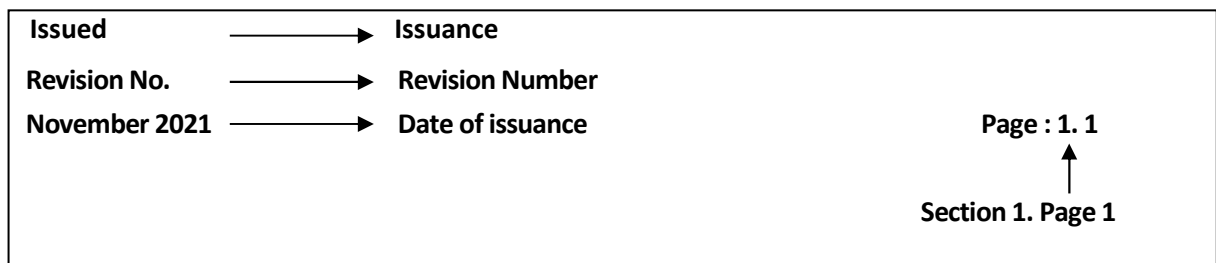 Issued Issuance
Revision No. Revision Number
November 2021 Date of issuance Page : 1. 1
Section 1. Page 1